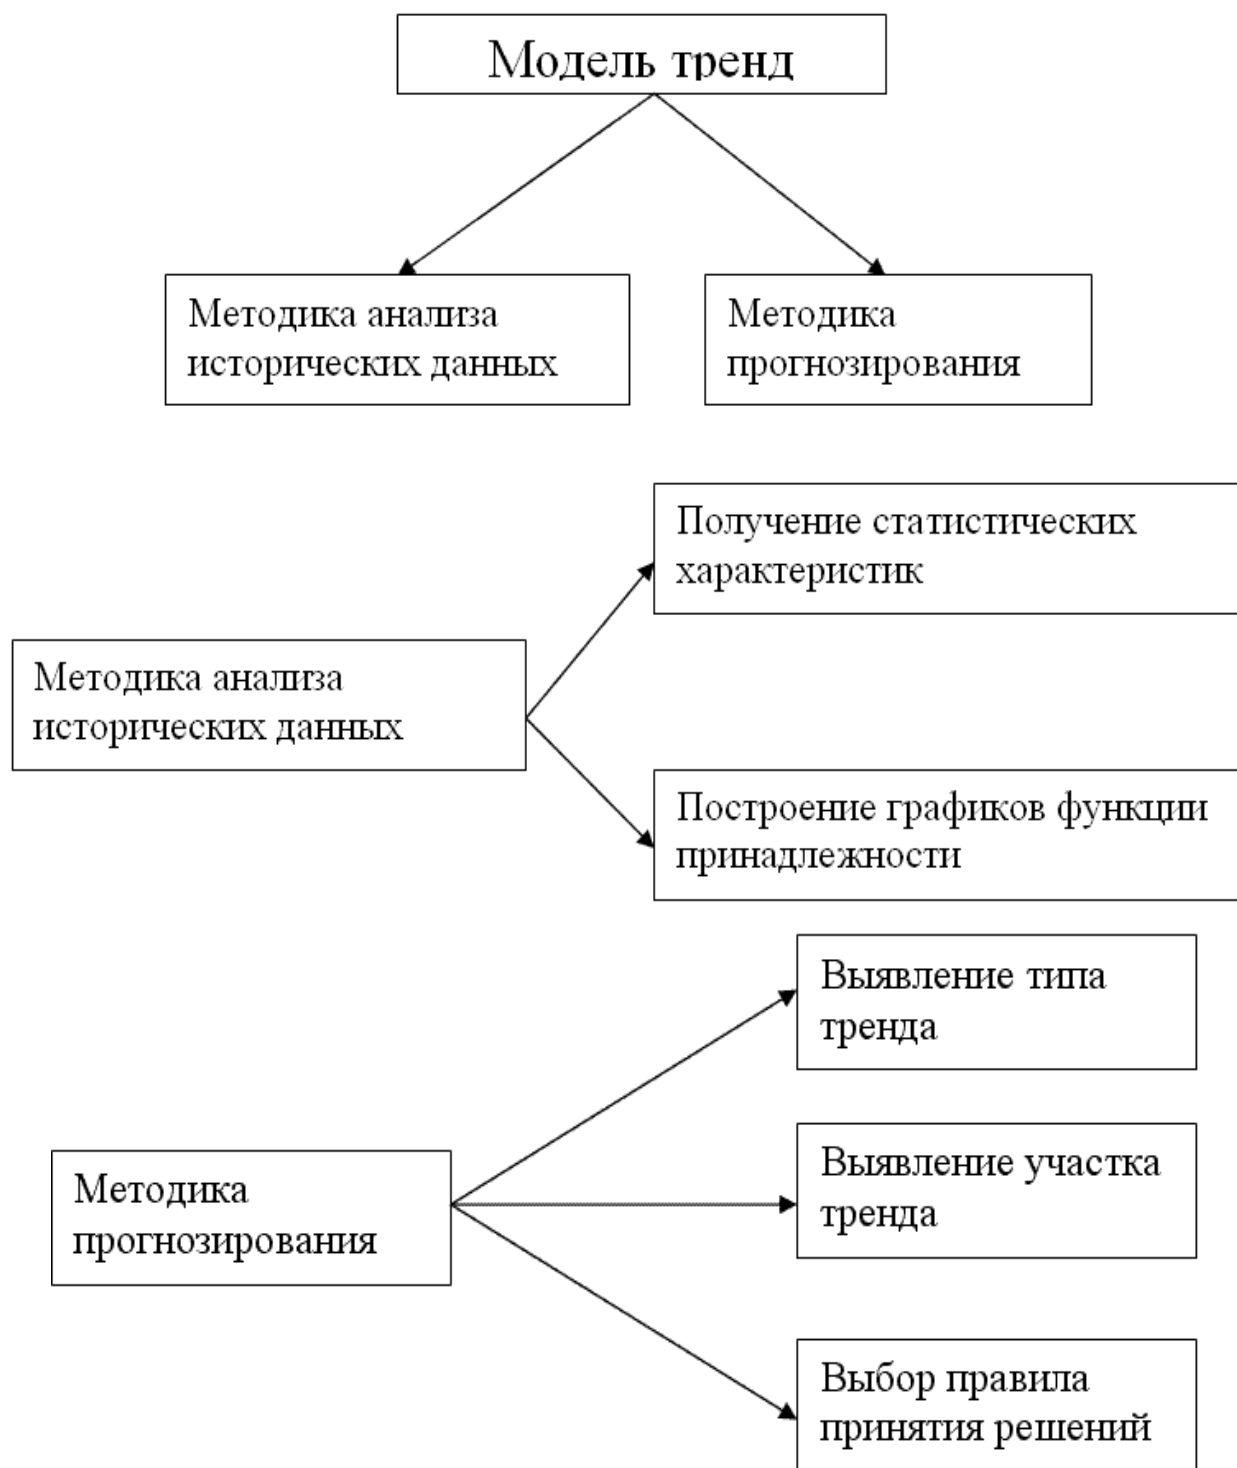 Модель тренд
Методика анализа
исторических данных
Методика
прогнозирования
Получение статистических
характеристик
Методика анализа
исторических данных
Построение графиков функции
принадлежности
Выявление типа
тренда
Выявление участка
тренда
Методика
прогнозирования
Выбор правила
принятия решений